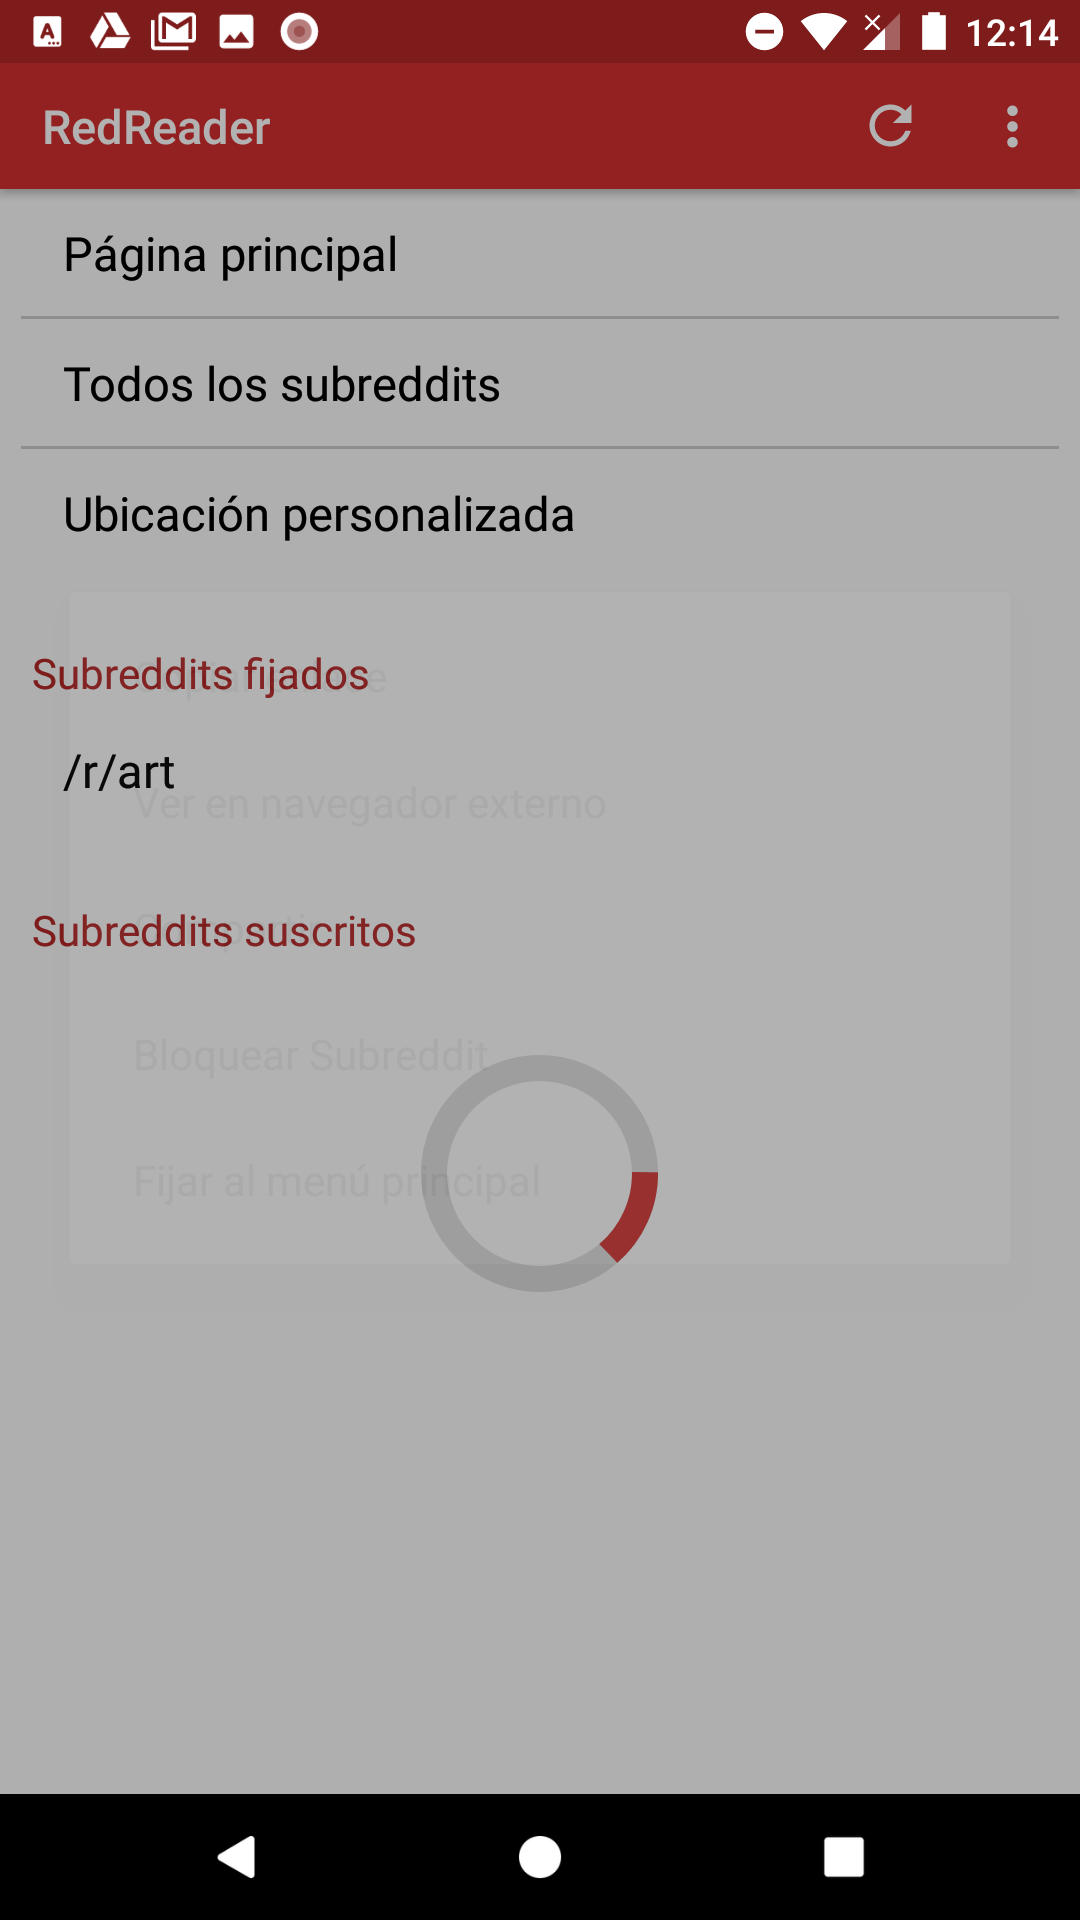 12:14
RedReader
Página principal
Todos los subreddits
Ubicación personalizada
Subreddits fijados
/r/art
Ver en navegador externo
Subreddits suscritos
Bloquear Subreddit
Fijar al menú principal